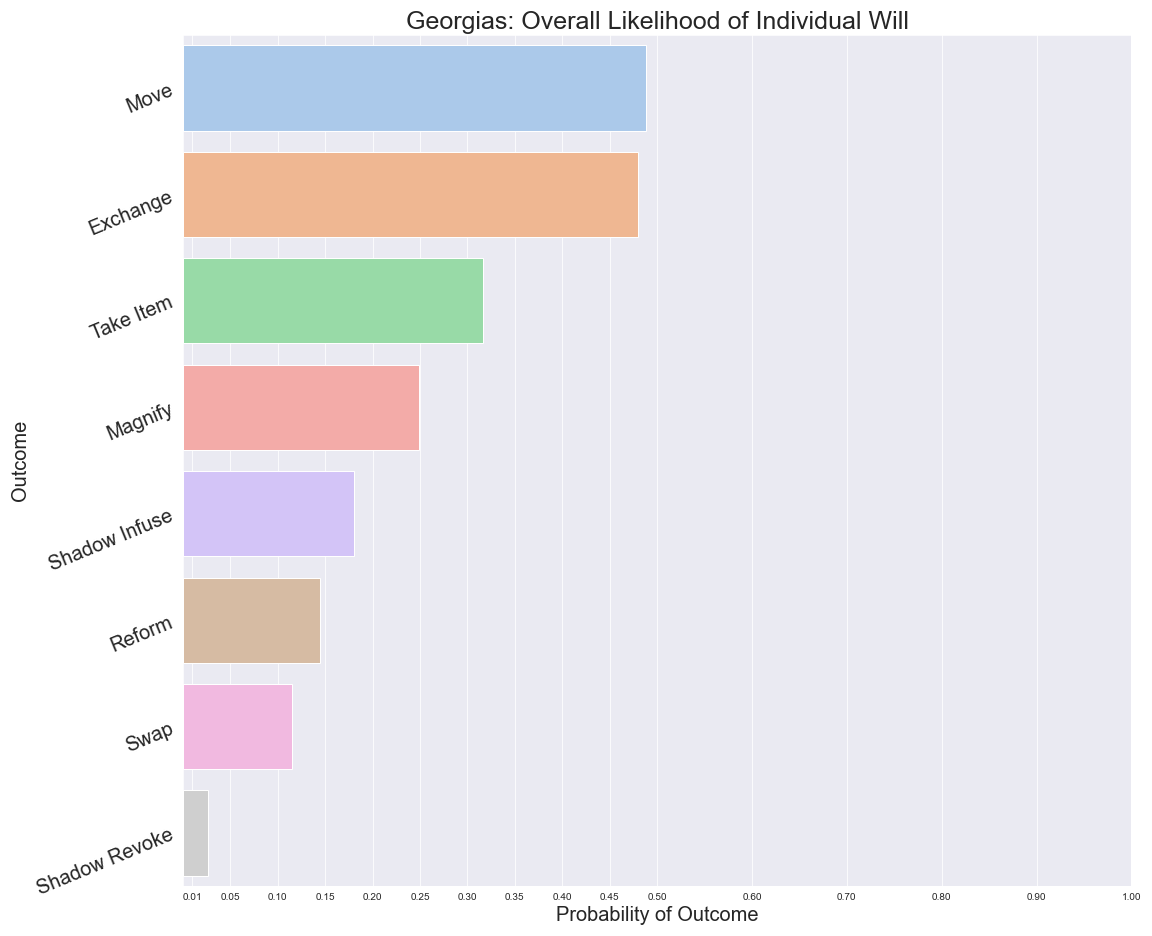 Georgias: Overall Likelihood of Individual Will
Move
Exchange
Take Item
Magnify
Shadow Infuse
Reform
Swap
Shadow Revoke
Outcome
0.01 0.05 0.10 0.15 0.20 0.25 0.30 0.35 0.40 0.45 0.50 0.60 0.70 0.80 0.90 1.00
Probability of Outcome